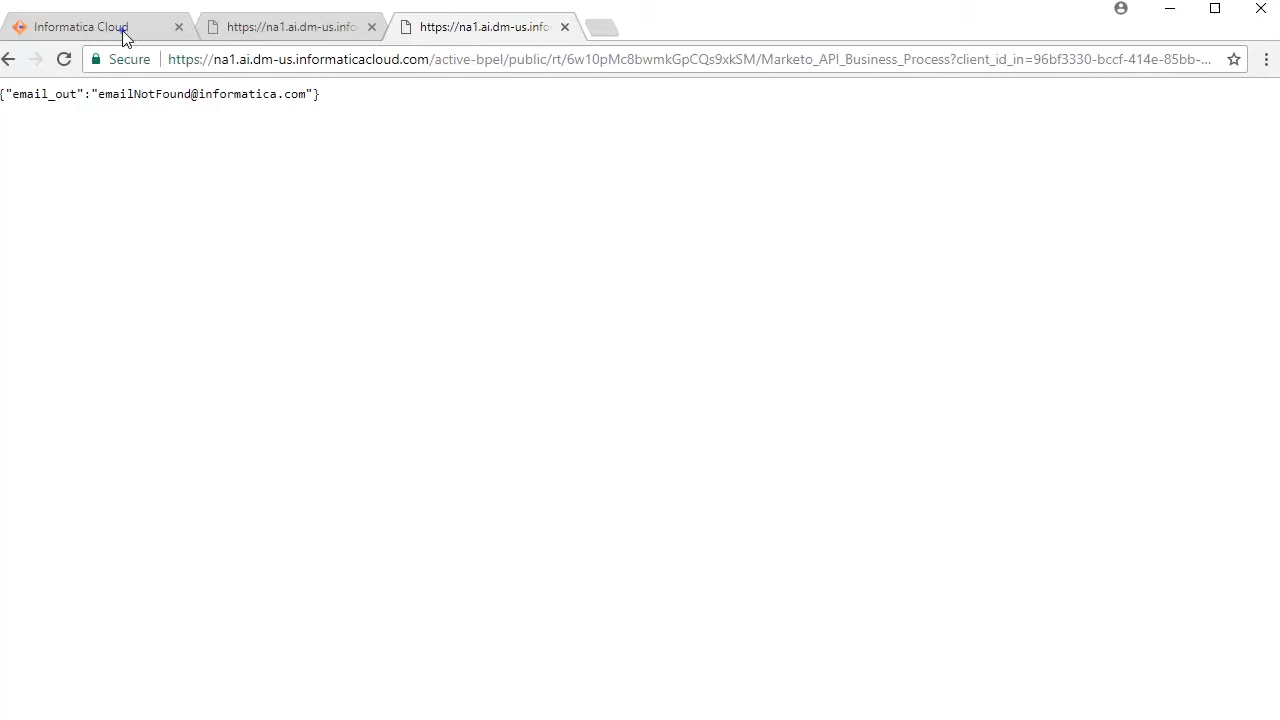 Informatica Cloud
https://na1.ai.dm-us.info
https://na1.ai.dm-us.info
Secure
https://na1.ai.dm-us.informaticacloud.com/active-bpel/public/rt/6w10pMc8bwmkGpCQs9xkSM/Marketo_API_Business_Process?client_id_in=96bf3330-bccf-414e-85bb-...
{"email_out":"emailNotFound@informatica.com"}